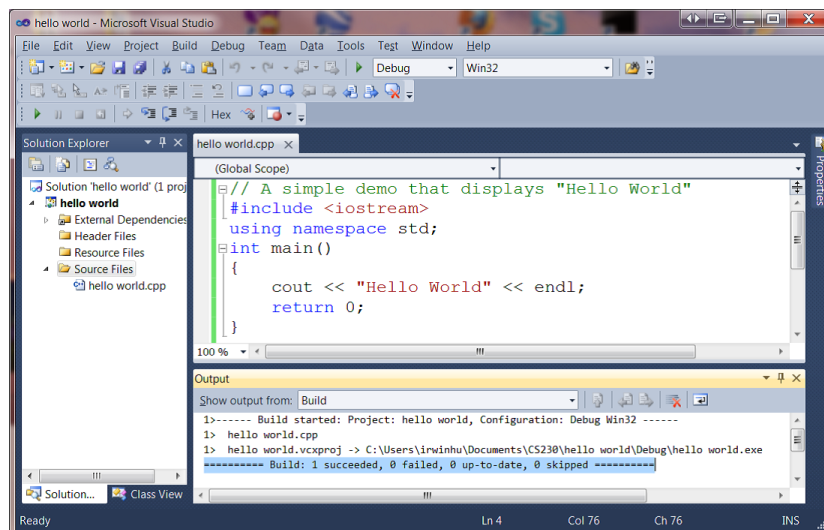 hello world - Microsoft Visual Studio
File Edit View Project Build Debug Team Data Tools Test Window Help
Debug Win32
Hex
Solution Explorer
hello world.cpp
Properties
(Global Scope)
Solution 'hello world' (1 proj
hello world
External Dependencies
Header Files
Resource Files
Source Files
hello world.cpp
// A simple demo that displays "Hello World"
#include <iostream>
using namespace std;
int main()
{
cout << "Hello World" << endl;
return 0;
}
100 %
Output
Show output from: Build
1>------ Build started: Project: hello world, Configuration: Debug Win32 ------
1> hello world.cpp
1> hello world.vcxproj -> C:\Users\irwinhu\Documents\CS230\hello world\Debug\hello world.exe
========== Build: 1 succeeded, 0 failed, 0 up-to-date, 0 skipped ==========
Solution... Class View
Ready Ln 4 Col 76 Ch 76 INS